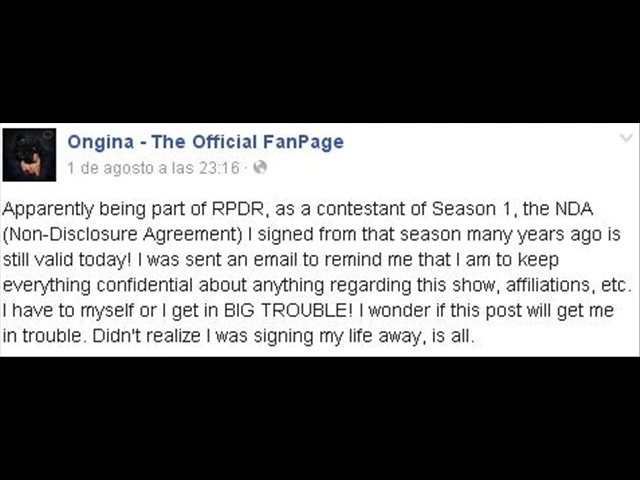 Ongina - The Official FanPage
1 de agosto a las 23:16 ·
Apparently being part of RPDR, as a contestant of Season 1, the NDA
(Non-Disclosure Agreement) I signed from that season many years ago is
still valid today! I was sent an email to remind me that I am to keep
everything confidential about anything regarding this show, affiliations, etc.
I have to myself or I get in BIG TROUBLE! I wonder if this post will get me
in trouble. Didn't realize I was signing my life away, is all.